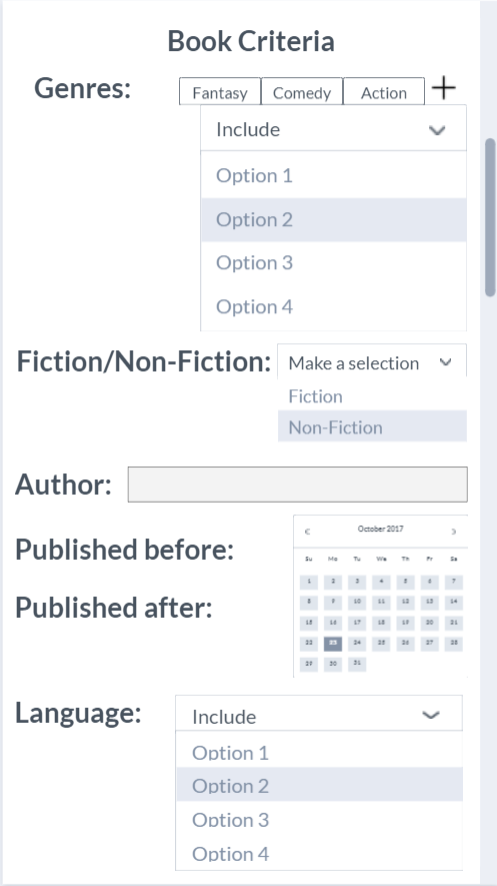 Book Criteria
Genres: Fantasy Comedy Action +
Include
Option 1
Option 2
Option 3
Option 4
Fiction/Non-Fiction: Make a selection
Fiction
Non-Fiction
Author:
October 2017
Published before:
Su Mo Tu We Th Fr Sa
1 2 3 4 5 6 7
8 9 10 11 12 13 14
Published after:
15 16 17 18 19 20 21
22 23 24 25 26 27 28
29 30 31
Language: Include
Option 1
Option 2
Option 3
Option 4